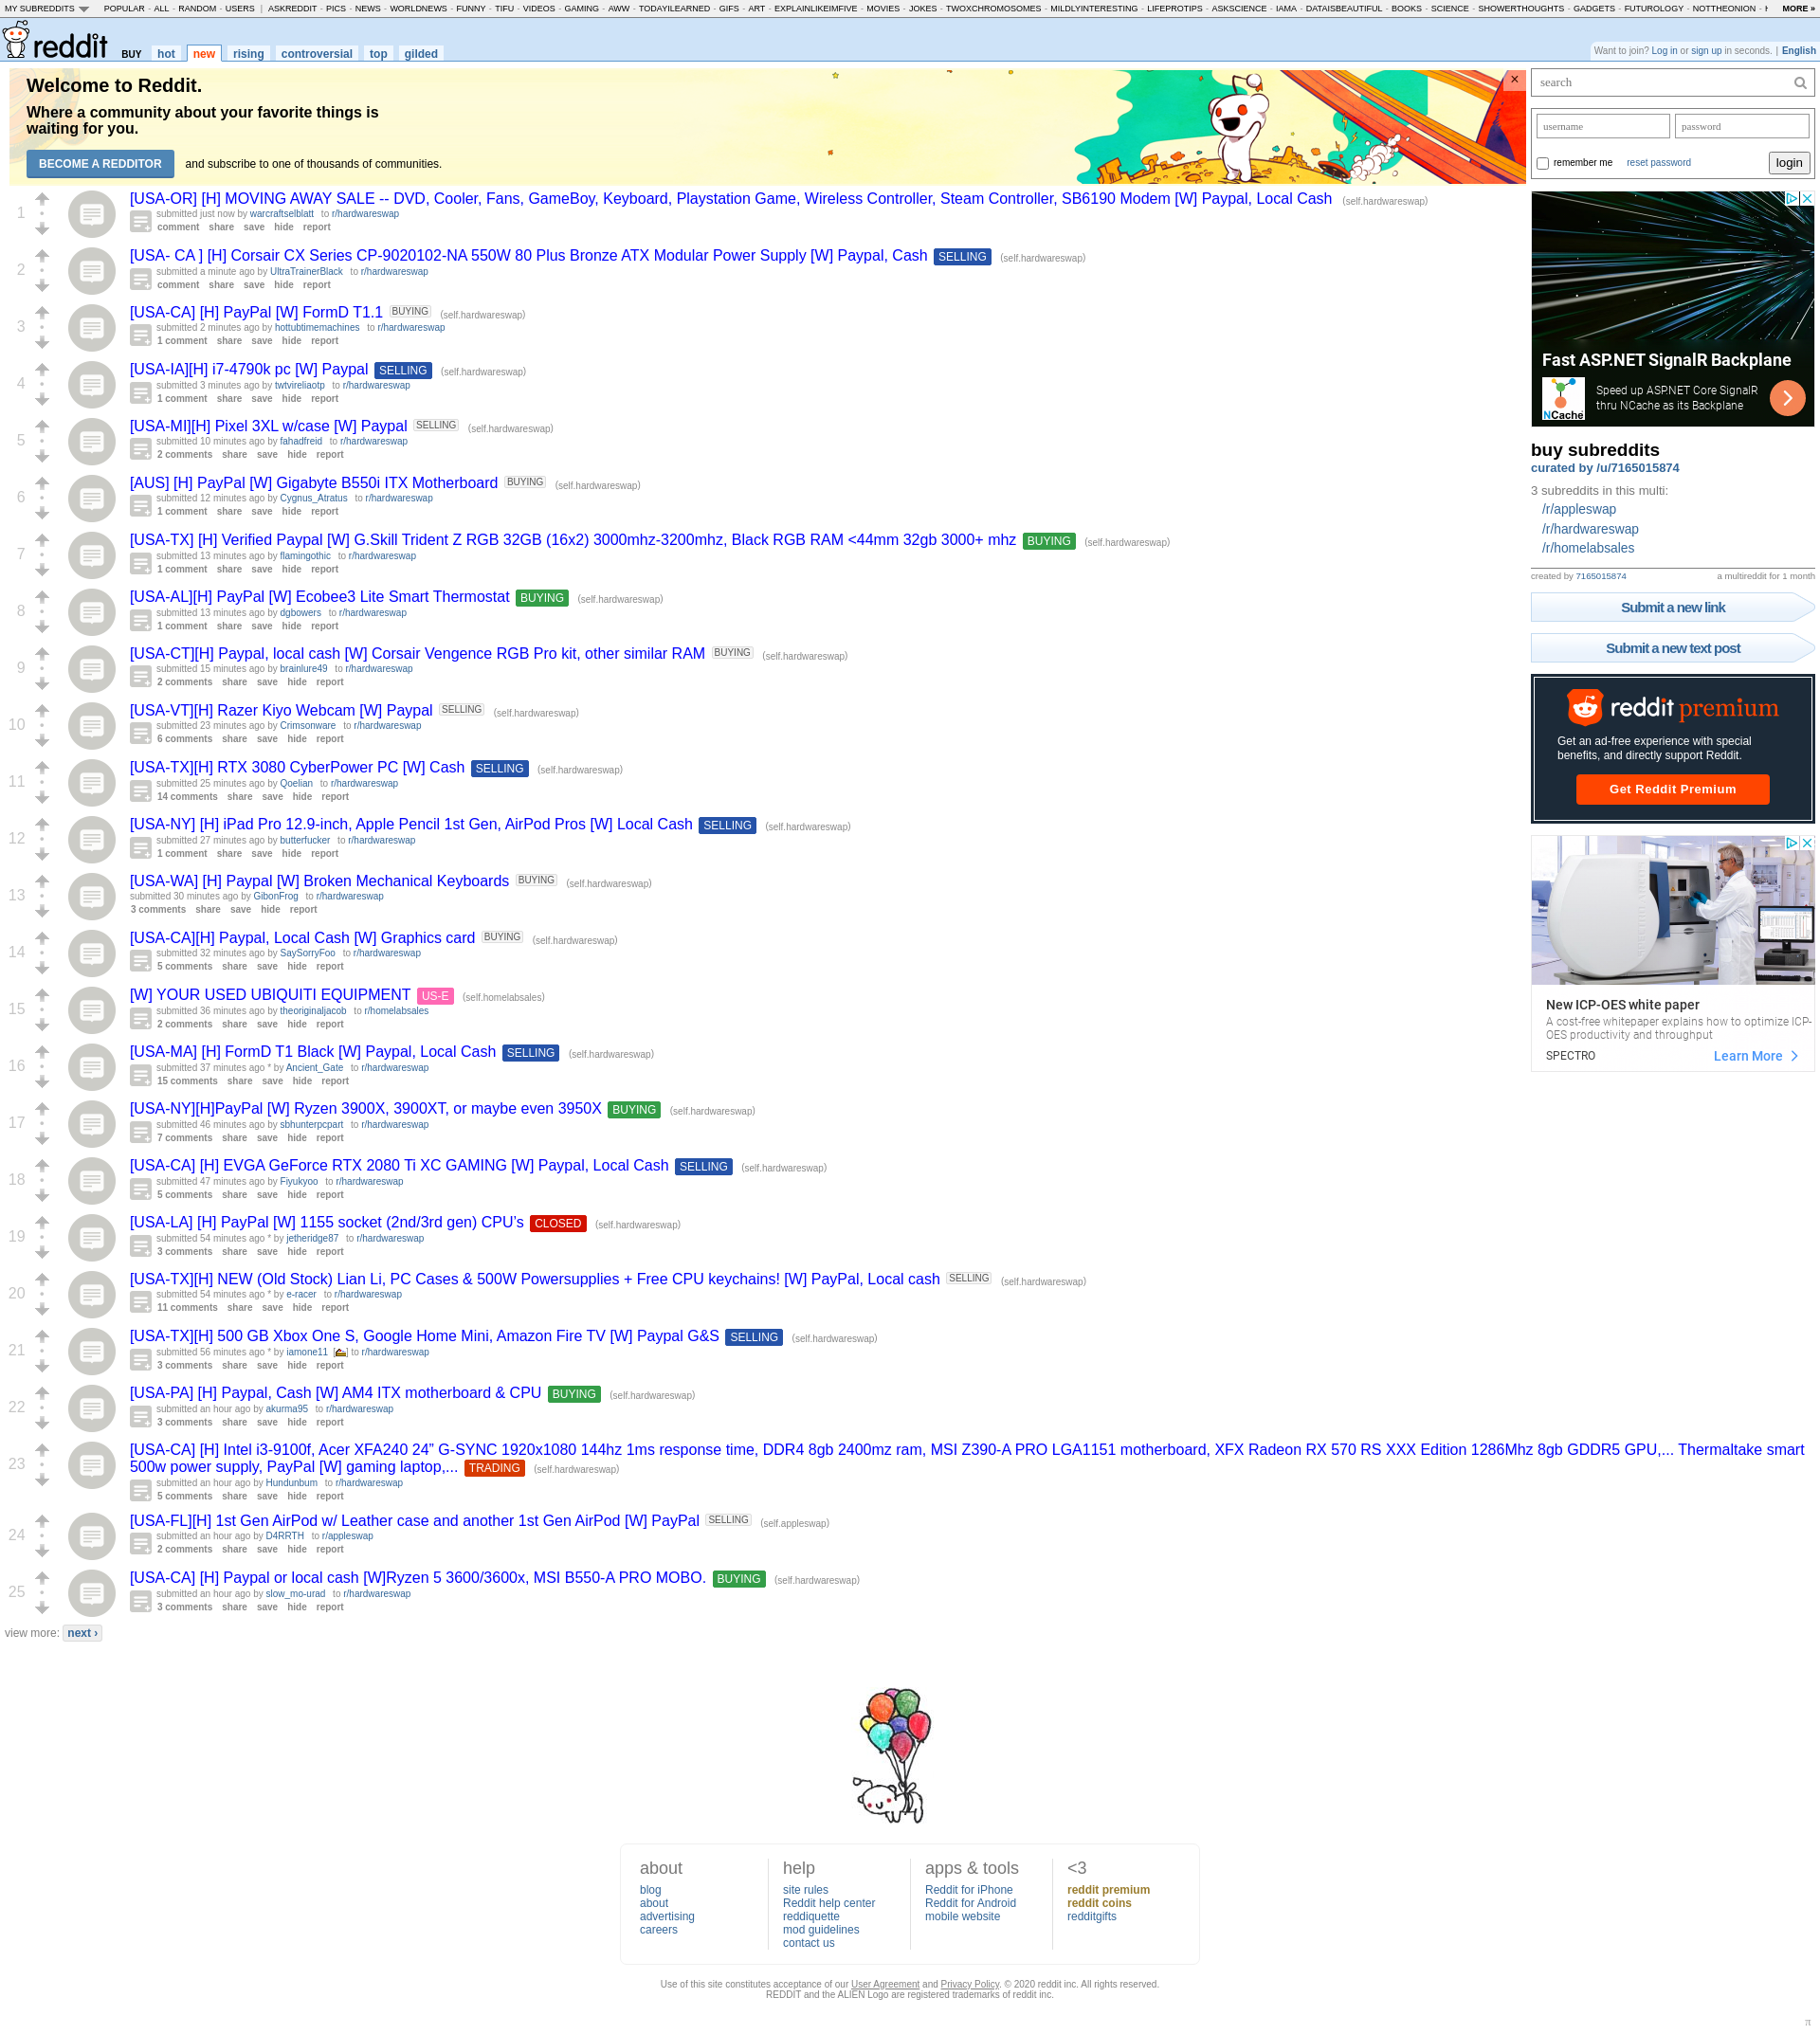 MY SUBREDDITS POPULAR - ALL - RANDOM - USERS | ASKREDDIT - PICS - NEWS - WORLDNEWS - FUNNY - TIFU - VIDEOS - GAMING - AWW - TODAYILEARNED - GIFS - ART - EXPLAINLIKEIMFIVE - MOVIES - JOKES - TWOXCHROMOSOMES - MILDLYINTERESTING - LIFEPROTIPS - ASKSCIENCE - IAMA - DATAISBEAUTIFUL - BOOKS - SCIENCE - SHOWERTHOUGHTS - GADGETS - FUTUROLOGY - NOTTHEONION - MORE »
reddit BUY hot new rising controversial top gilded
Want to join? Log in or sign up in seconds. | English
Welcome to Reddit.
Where a community about your favorite things is
waiting for you.
BECOME A REDDITOR and subscribe to one of thousands of communities.
1
[USA-OR] [H] MOVING AWAY SALE -- DVD, Cooler, Fans, GameBoy, Keyboard, Playstation Game, Wireless Controller, Steam Controller, SB6190 Modem [W] Paypal, Local Cash (self.hardwareswap)
submitted just now by warcraftselblatt to r/hardwareswap
comment share save hide report
2
[USA- CA ] [H] Corsair CX Series CP-9020102-NA 550W 80 Plus Bronze ATX Modular Power Supply [W] Paypal, Cash SELLING (self.hardwareswap)
submitted a minute ago by UltraTrainerBlack to r/hardwareswap
comment share save hide report
3
[USA-CA] [H] PayPal [W] FormD T1.1 BUYING (self.hardwareswap)
submitted 2 minutes ago by hottubtimemachines to r/hardwareswap
1 comment share save hide report
4
[USA-IA][H] i7-4790k pc [W] Paypal SELLING (self.hardwareswap)
submitted 3 minutes ago by twtvireliaotp to r/hardwareswap
1 comment share save hide report
5
[USA-MI][H] Pixel 3XL w/case [W] Paypal SELLING (self.hardwareswap)
submitted 10 minutes ago by fahadfreid to r/hardwareswap
2 comments share save hide report
6
[AUS] [H] PayPal [W] Gigabyte B550i ITX Motherboard BUYING (self.hardwareswap)
submitted 12 minutes ago by Cygnus_Atratus to r/hardwareswap
1 comment share save hide report
7
[USA-TX] [H] Verified Paypal [W] G.Skill Trident Z RGB 32GB (16x2) 3000mhz-3200mhz, Black RGB RAM <44mm 32gb 3000+ mhz BUYING (self.hardwareswap)
submitted 13 minutes ago by flamingothic to r/hardwareswap
1 comment share save hide report
8
[USA-AL][H] PayPal [W] Ecobee3 Lite Smart Thermostat BUYING (self.hardwareswap)
submitted 13 minutes ago by dgbowers to r/hardwareswap
1 comment share save hide report
9
[USA-CT][H] Paypal, local cash [W] Corsair Vengence RGB Pro kit, other similar RAM BUYING (self.hardwareswap)
submitted 15 minutes ago by brainlure49 to r/hardwareswap
2 comments share save hide report
10
[USA-VT][H] Razer Kiyo Webcam [W] Paypal SELLING (self.hardwareswap)
submitted 23 minutes ago by Crimsonware to r/hardwareswap
6 comments share save hide report
11
[USA-TX][H] RTX 3080 CyberPower PC [W] Cash SELLING (self.hardwareswap)
submitted 25 minutes ago by Qoelian to r/hardwareswap
14 comments share save hide report
12
[USA-NY] [H] iPad Pro 12.9-inch, Apple Pencil 1st Gen, AirPod Pros [W] Local Cash SELLING (self.hardwareswap)
submitted 27 minutes ago by butterfucker to r/hardwareswap
1 comment share save hide report
13
[USA-WA] [H] Paypal [W] Broken Mechanical Keyboards BUYING (self.hardwareswap)
submitted 30 minutes ago by GibonFrog to r/hardwareswap
3 comments share save hide report
14
[USA-CA][H] Paypal, Local Cash [W] Graphics card BUYING (self.hardwareswap)
submitted 32 minutes ago by SaySorryFoo to r/hardwareswap
5 comments share save hide report
15
[W] YOUR USED UBIQUITI EQUIPMENT US-E (self.homelabsales)
submitted 36 minutes ago by theoriginaljacob to r/homelabsales
2 comments share save hide report
16
[USA-MA] [H] FormD T1 Black [W] Paypal, Local Cash SELLING (self.hardwareswap)
submitted 37 minutes ago * by Ancient_Gate to r/hardwareswap
15 comments share save hide report
17
[USA-NY][H]PayPal [W] Ryzen 3900X, 3900XT, or maybe even 3950X BUYING (self.hardwareswap)
submitted 46 minutes ago by sbhunterpcpart to r/hardwareswap
7 comments share save hide report
18
[USA-CA] [H] EVGA GeForce RTX 2080 Ti XC GAMING [W] Paypal, Local Cash SELLING (self.hardwareswap)
submitted 47 minutes ago by Fiyukyoo to r/hardwareswap
5 comments share save hide report
19
[USA-LA] [H] PayPal [W] 1155 socket (2nd/3rd gen) CPU's CLOSED (self.hardwareswap)
submitted 54 minutes ago * by jetheridge87 to r/hardwareswap
3 comments share save hide report
20
[USA-TX][H] NEW (Old Stock) Lian Li, PC Cases & 500W Powersupplies + Free CPU keychains! [W] PayPal, Local cash SELLING (self.hardwareswap)
submitted 54 minutes ago * by e-racer to r/hardwareswap
11 comments share save hide report
21
[USA-TX][H] 500 GB Xbox One S, Google Home Mini, Amazon Fire TV [W] Paypal G&S SELLING (self.hardwareswap)
submitted 56 minutes ago * by iamone11 [] to r/hardwareswap
3 comments share save hide report
22
[USA-PA] [H] Paypal, Cash [W] AM4 ITX motherboard & CPU BUYING (self.hardwareswap)
submitted an hour ago by akurma95 to r/hardwareswap
3 comments share save hide report
23
[USA-CA] [H] Intel i3-9100f, Acer XFA240 24" G-SYNC 1920x1080 144hz 1ms response time, DDR4 8gb 2400mz ram, MSI Z390-A PRO LGA1151 motherboard, XFX Radeon RX 570 RS XXX Edition 1286Mhz 8gb GDDR5 GPU,... Thermaltake smart
500w power supply, PayPal [W] gaming laptop,... TRADING (self.hardwareswap)
submitted an hour ago by Hundunbum to r/hardwareswap
5 comments share save hide report
24
[USA-FL][H] 1st Gen AirPod w/ Leather case and another 1st Gen AirPod [W] PayPal SELLING (self.appleswap)
submitted an hour ago by D4RRTH to r/appleswap
2 comments share save hide report
25
[USA-CA] [H] Paypal or local cash [W]Ryzen 5 3600/3600x, MSI B550-A PRO MOBO. BUYING (self.hardwareswap)
submitted an hour ago by slow_mo-urad to r/hardwareswap
3 comments share save hide report
view more: next ›
search
username password
remember me reset password login
Fast ASP.NET SignalR Backplane
NCache
Speed up ASP.NET Core SignalR
thru NCache as its Backplane
buy subreddits
curated by /u/7165015874
3 subreddits in this multi:
/r/appleswap
/r/hardwareswap
/r/homelabsales
created by 7165015874 a multireddit for 1 month
Submit a new link
Submit a new text post
reddit premium
Get an ad-free experience with special
benefits, and directly support Reddit.
Get Reddit Premium
New ICP-OES white paper
A cost-free whitepaper explains how to optimize ICP-
OES productivity and throughput
SPECTRO Learn More
about
blog
about
advertising
careers
help
site rules
Reddit help center
reddiquette
mod guidelines
contact us
apps & tools
Reddit for iPhone
Reddit for Android
mobile website
<3
reddit premium
reddit coins
redditgifts
Use of this site constitutes acceptance of our User Agreement and Privacy Policy. © 2020 reddit inc. All rights reserved.
REDDIT and the ALIEN Logo are registered trademarks of reddit inc.
π